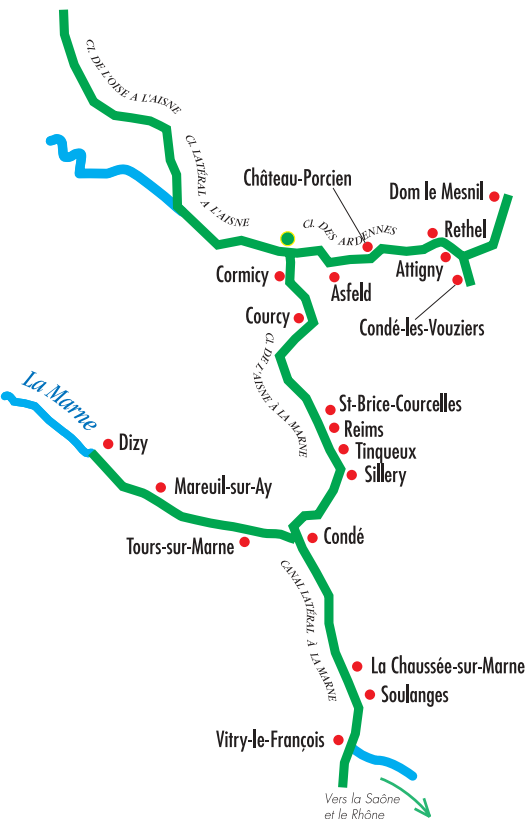 Cl. DE L'OISE A L'AISNE
Cl. LATÉRAL A L'AISNE
Château-Porcien
Dom le Mesnil
Cl. DES ARDENNES
Rethel
Attigny
Cormicy
Asfeld
Courcy
Condé-les-Vouziers
Cl. DE L'AISNE À LA MARNE
La Marne
St-Brice-Courcelles
Reims
Dizy
Tinqueux
Sillery
Mareuil-sur-Ay
Tours-sur-Marne
Condé
CANAL LATÉRAL À LA MARNE
La Chaussée-sur-Marne
Soulanges
Vitry-le-François
Vers la Saône
et le Rhône